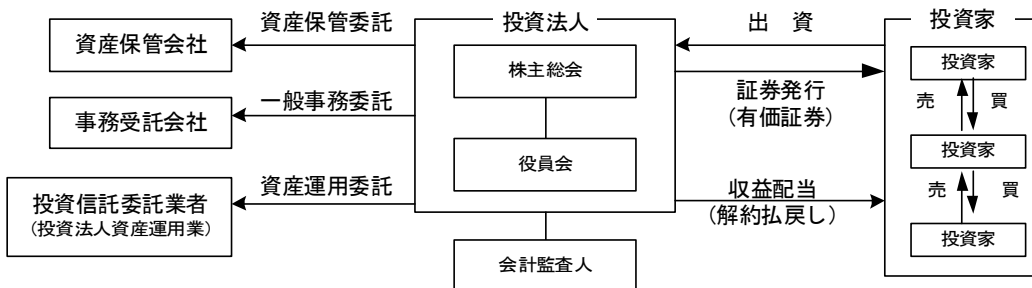 資産保管会社
事務受託会社
投資信託委託業者
(投資法人資産運用業)
資産保管委託
一般事務委託
資産運用委託
投資法人
株主総会
役員会
会計監査人
出　資
証券発行
(有価証券)
収益配当
(解約払戻し)
投資家
投資家
売　買
投資家
売　買
投資家